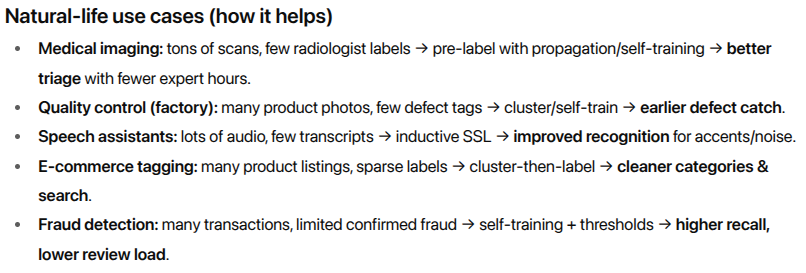 Natural-life use cases (how it helps)
• Medical imaging: tons of scans, few radiologist labels → pre-label with propagation/self-training → better
triage with fewer expert hours.
• Quality control (factory): many product photos, few defect tags → cluster/self-train → earlier defect catch.
• Speech assistants: lots of audio, few transcripts → inductive SSL → improved recognition for accents/noise.
• E-commerce tagging: many product listings, sparse labels → cluster-then-label → cleaner categories &
search.
• Fraud detection: many transactions, limited confirmed fraud → self-training + thresholds → higher recall,
lower review load.